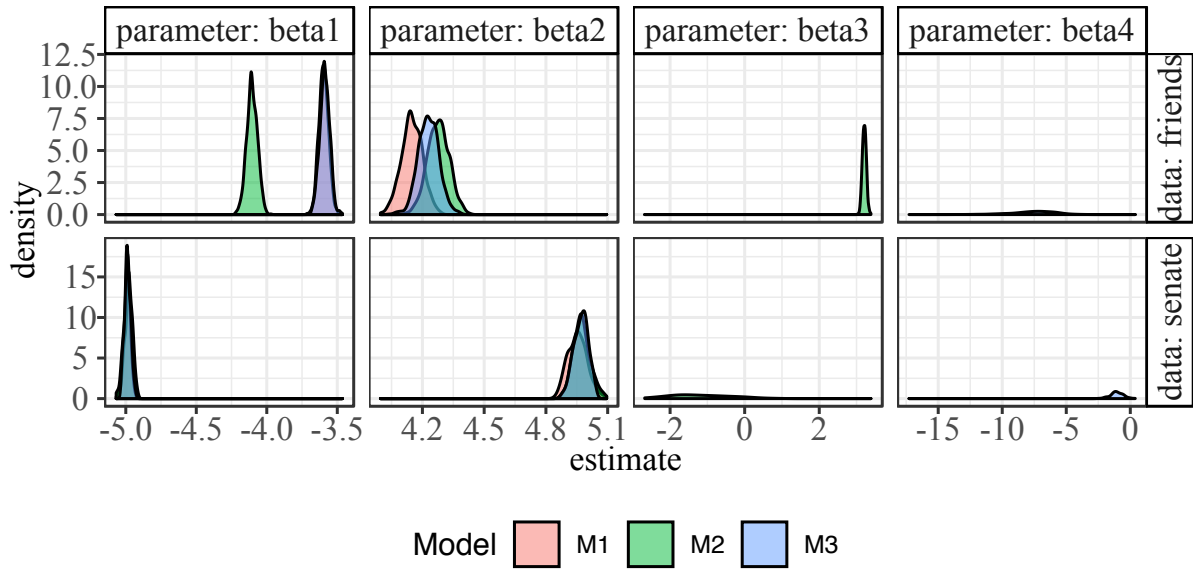 parameter: beta1 parameter: beta2 parameter: beta3 parameter: beta4
12.5
10.0
7.5
5.0
2.5
0.0
data: friends
density
15
10
5
0
data: senate
-5.0 -4.5 -4.0 -3.5 4.2 4.5 4.8 5.1 -2 0 2 -15 -10 -5 0
estimate
Model M1 M2 M3